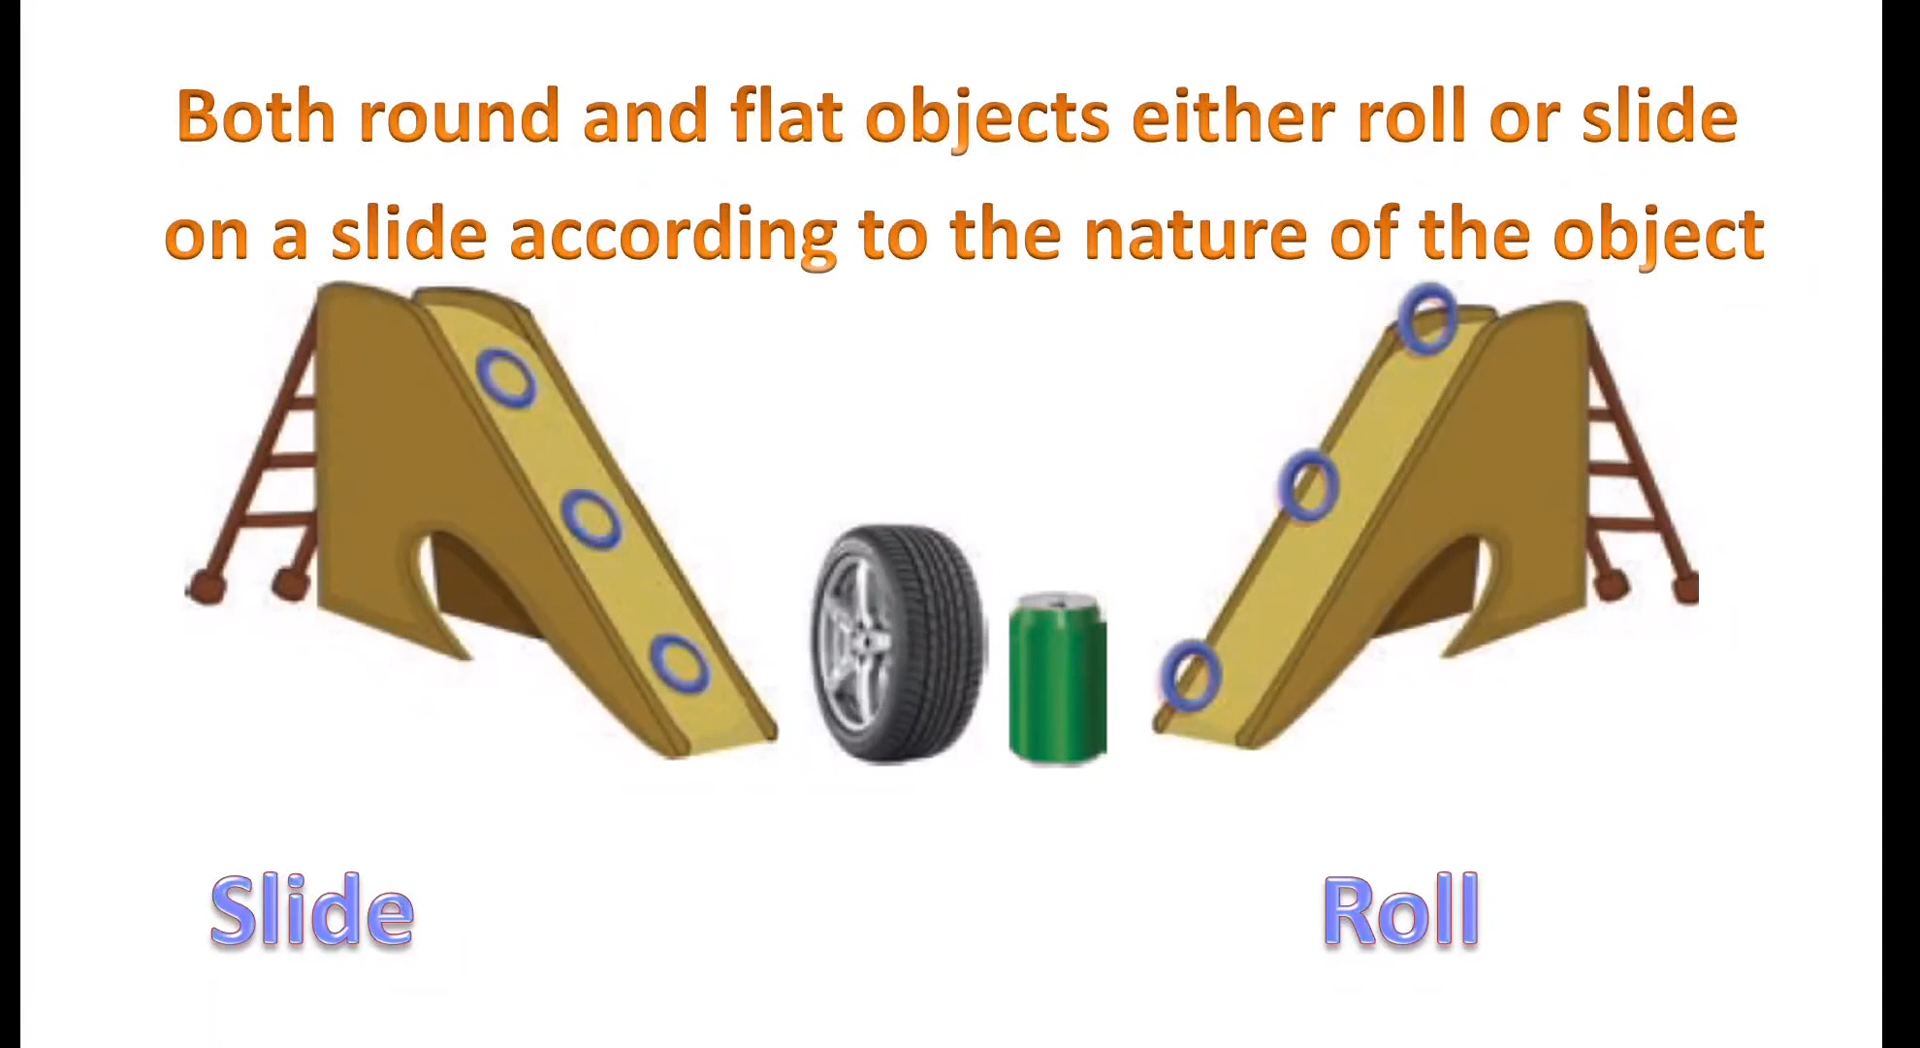 Both round and flat objects either roll or slide
on a slide according to the nature of the object
Slide
Roll